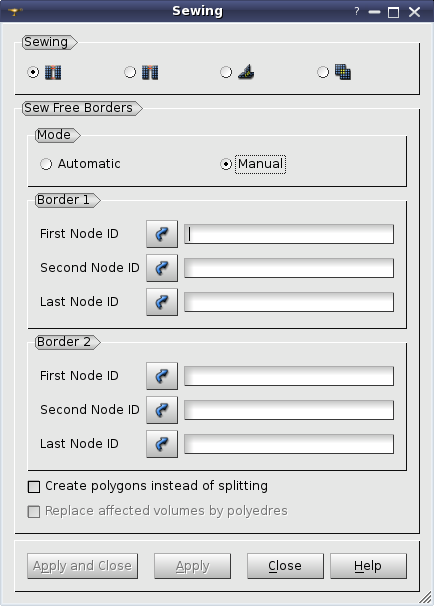 Sewing
Sewing
Sew Free Borders
Mode
Automatic Manual
Border 1
First Node ID
Second Node ID
Last Node ID
Border 2
First Node ID
Second Node ID
Last Node ID
Create polygons instead of splitting
Replace affected volumes by polyedres
Apply and Close Apply Close Help